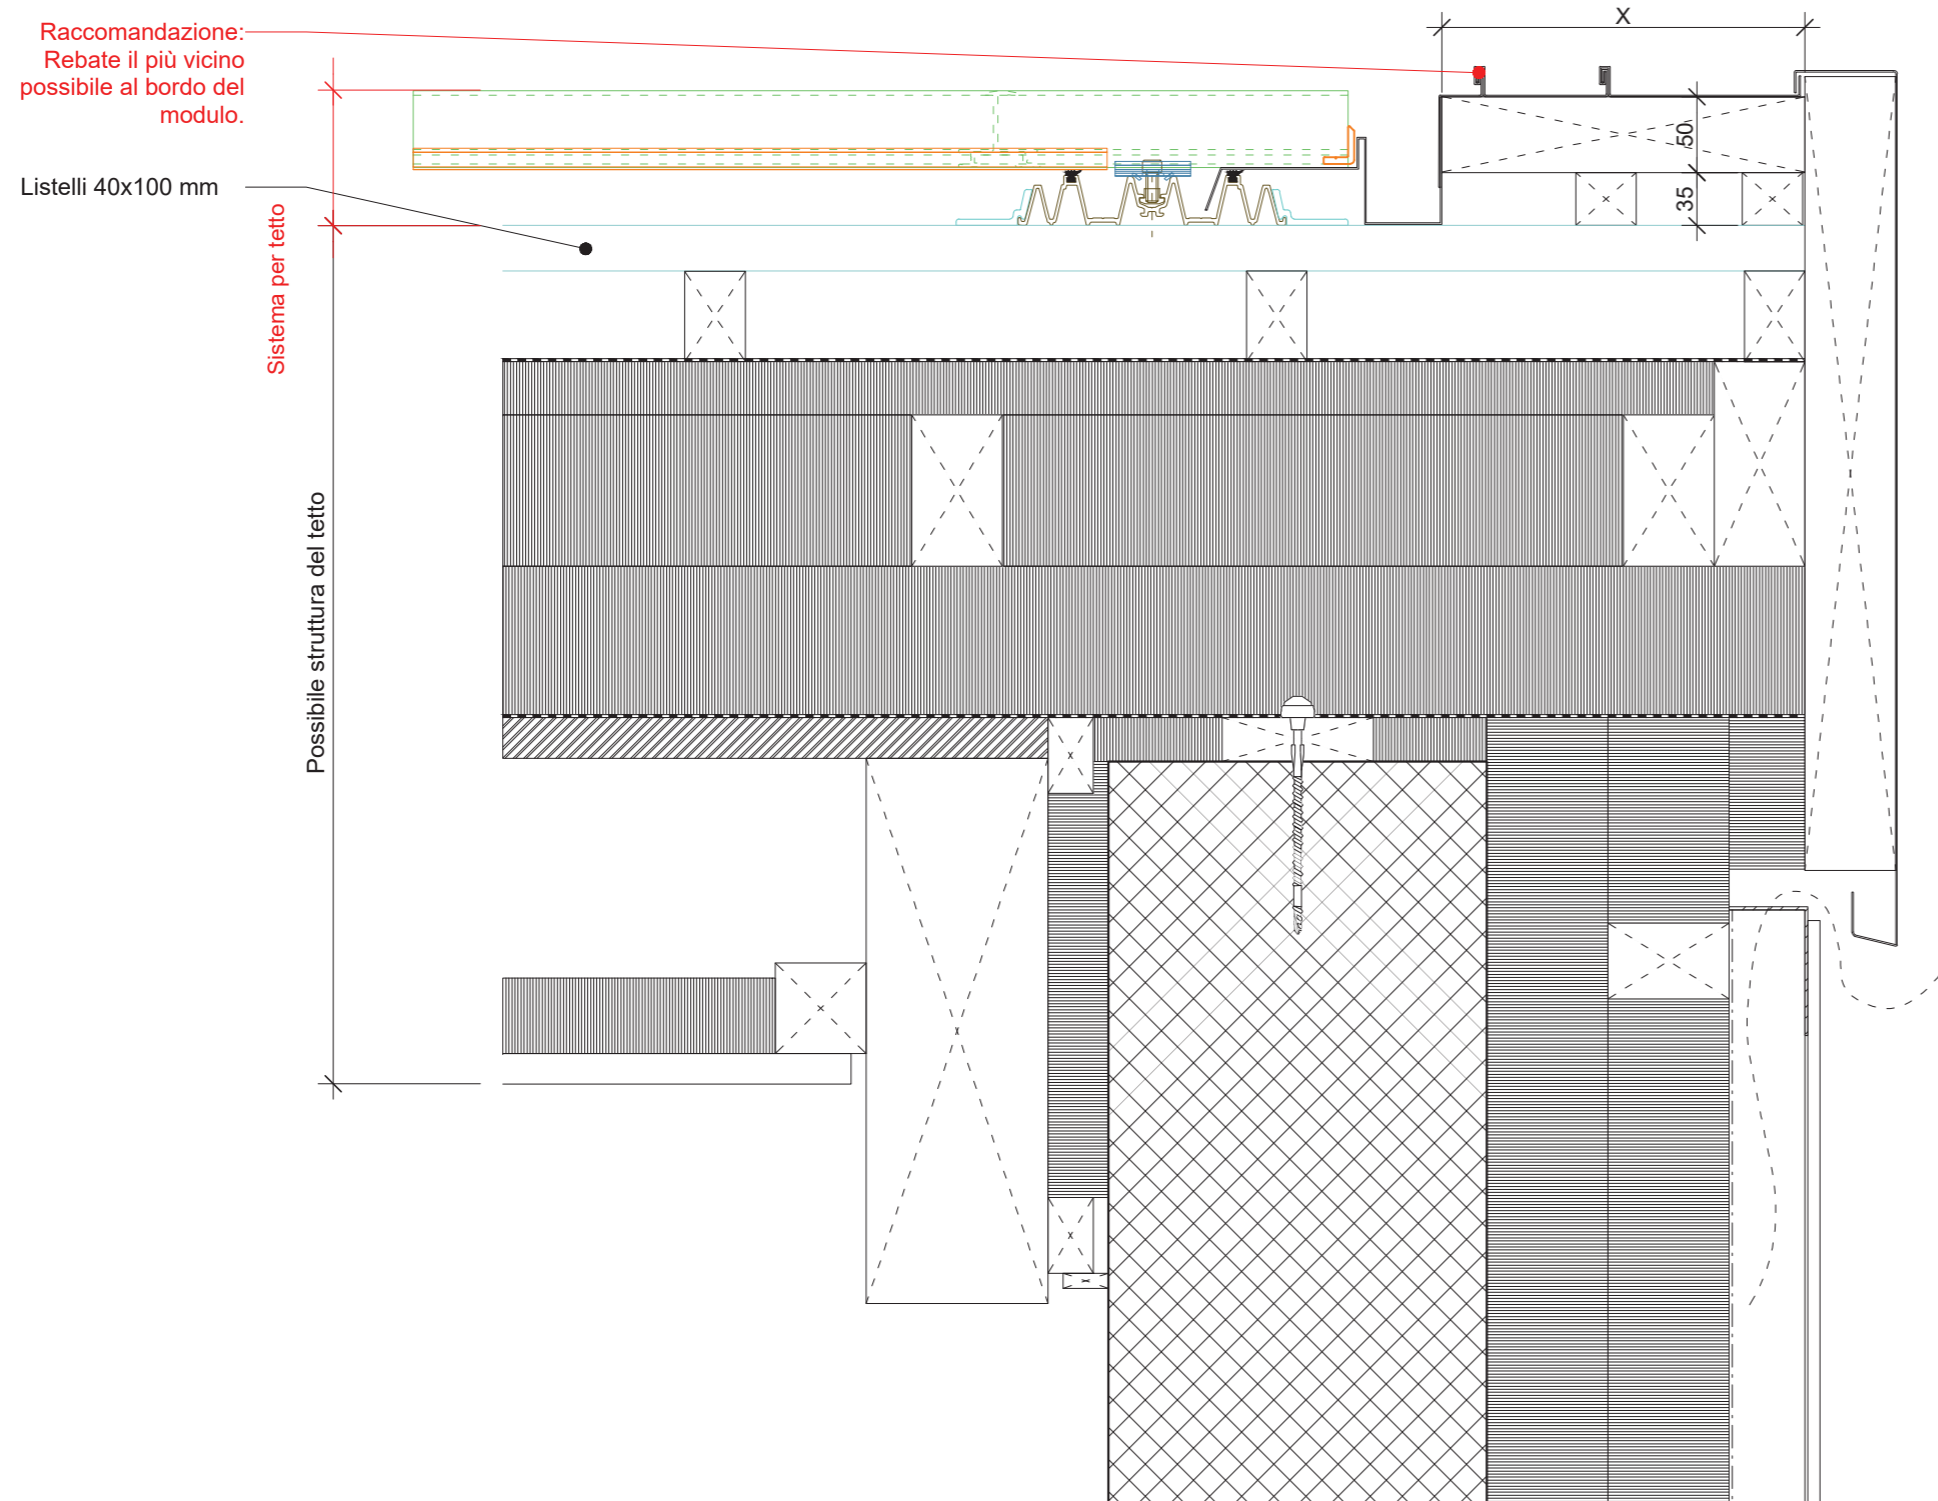 Raccomandazione:
Rebate il più vicino
possibile al bordo del
modulo.
X
50
35
Listelli 40x100 mm
Sistema per tetto
Possibile struttura del tetto